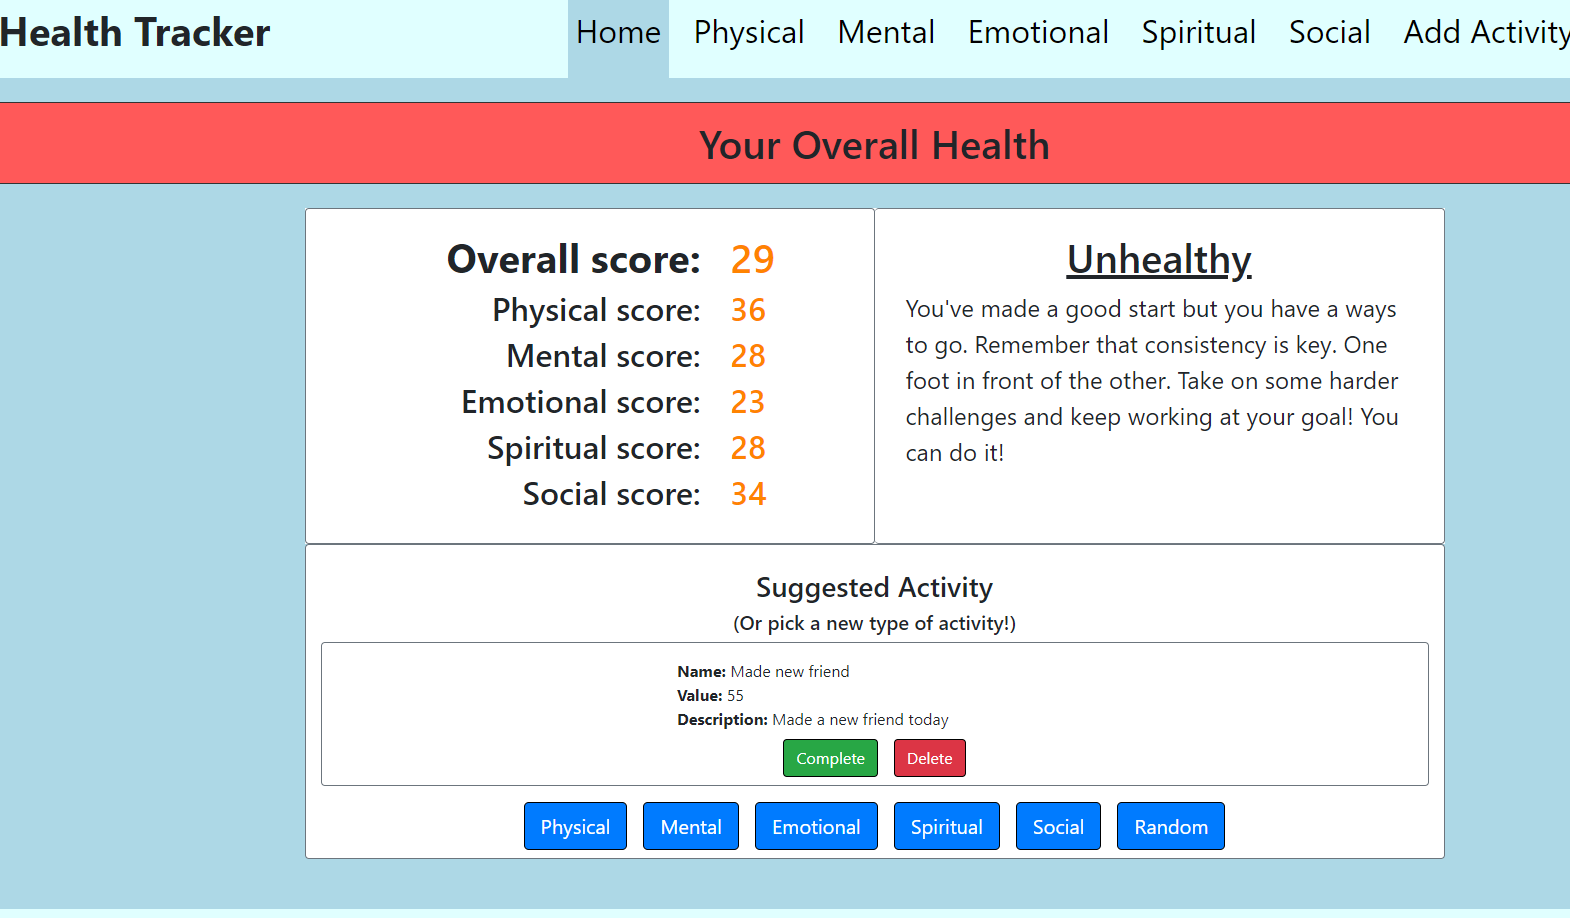 Health Tracker
Home Physical Mental Emotional Spiritual Social Add Activity
Your Overall Health
Overall score: 29
Physical score: 36
Mental score: 28
Emotional score: 23
Spiritual score: 28
Social score: 34
Unhealthy
You've made a good start but you have a ways
to go. Remember that consistency is key. One
foot in front of the other. Take on some harder
challenges and keep working at your goal! You
can do it!
Suggested Activity
(Or pick a new type of activity!)
Name: Made new friend
Value: 55
Description: Made a new friend today
Complete Delete
Physical Mental Emotional Spiritual Social Random